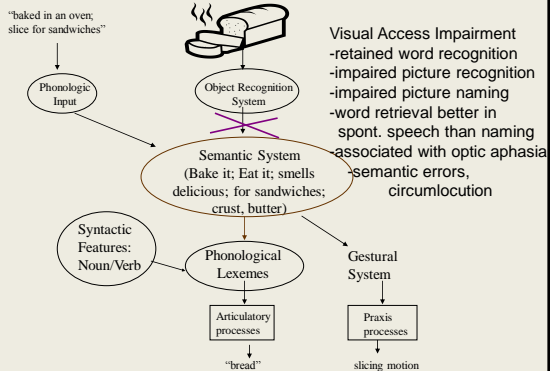 “baked in an oven;
slice for sandwiches”
Visual Access Impairment
-retained word recognition
-impaired picture recognition
-impaired picture naming
-word retrieval better in
spont. speech than naming
-associated with optic aphasia
-semantic errors,
circumlocution
Phonologic
Input
Object Recognition
System
Semantic System
(Bake it; Eat it; smells
delicious; for sandwiches;
crust, butter)
Syntactic
Features:
Noun/Verb
Phonological
Lexemes
Gestural
System
Articulatory
processes
Praxis
processes
“bread”
slicing motion